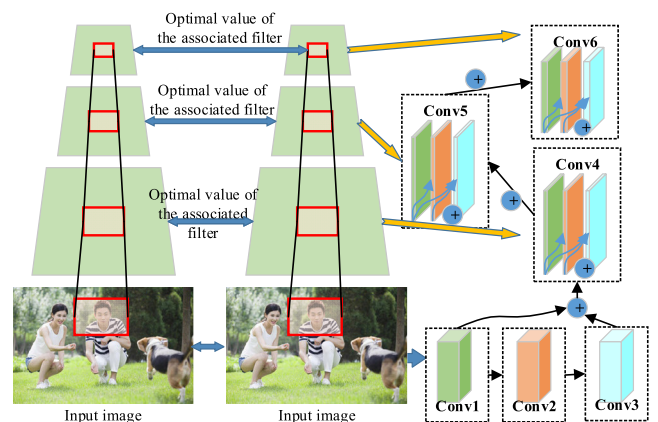 Optimal value of
the associated filter
Optimal value of
the associated filter
Optimal value of
the associated
filter
Input image
Input image
Conv6
+
+
Conv5
+
Conv4
+
+
+
Conv1
Conv2
Conv3